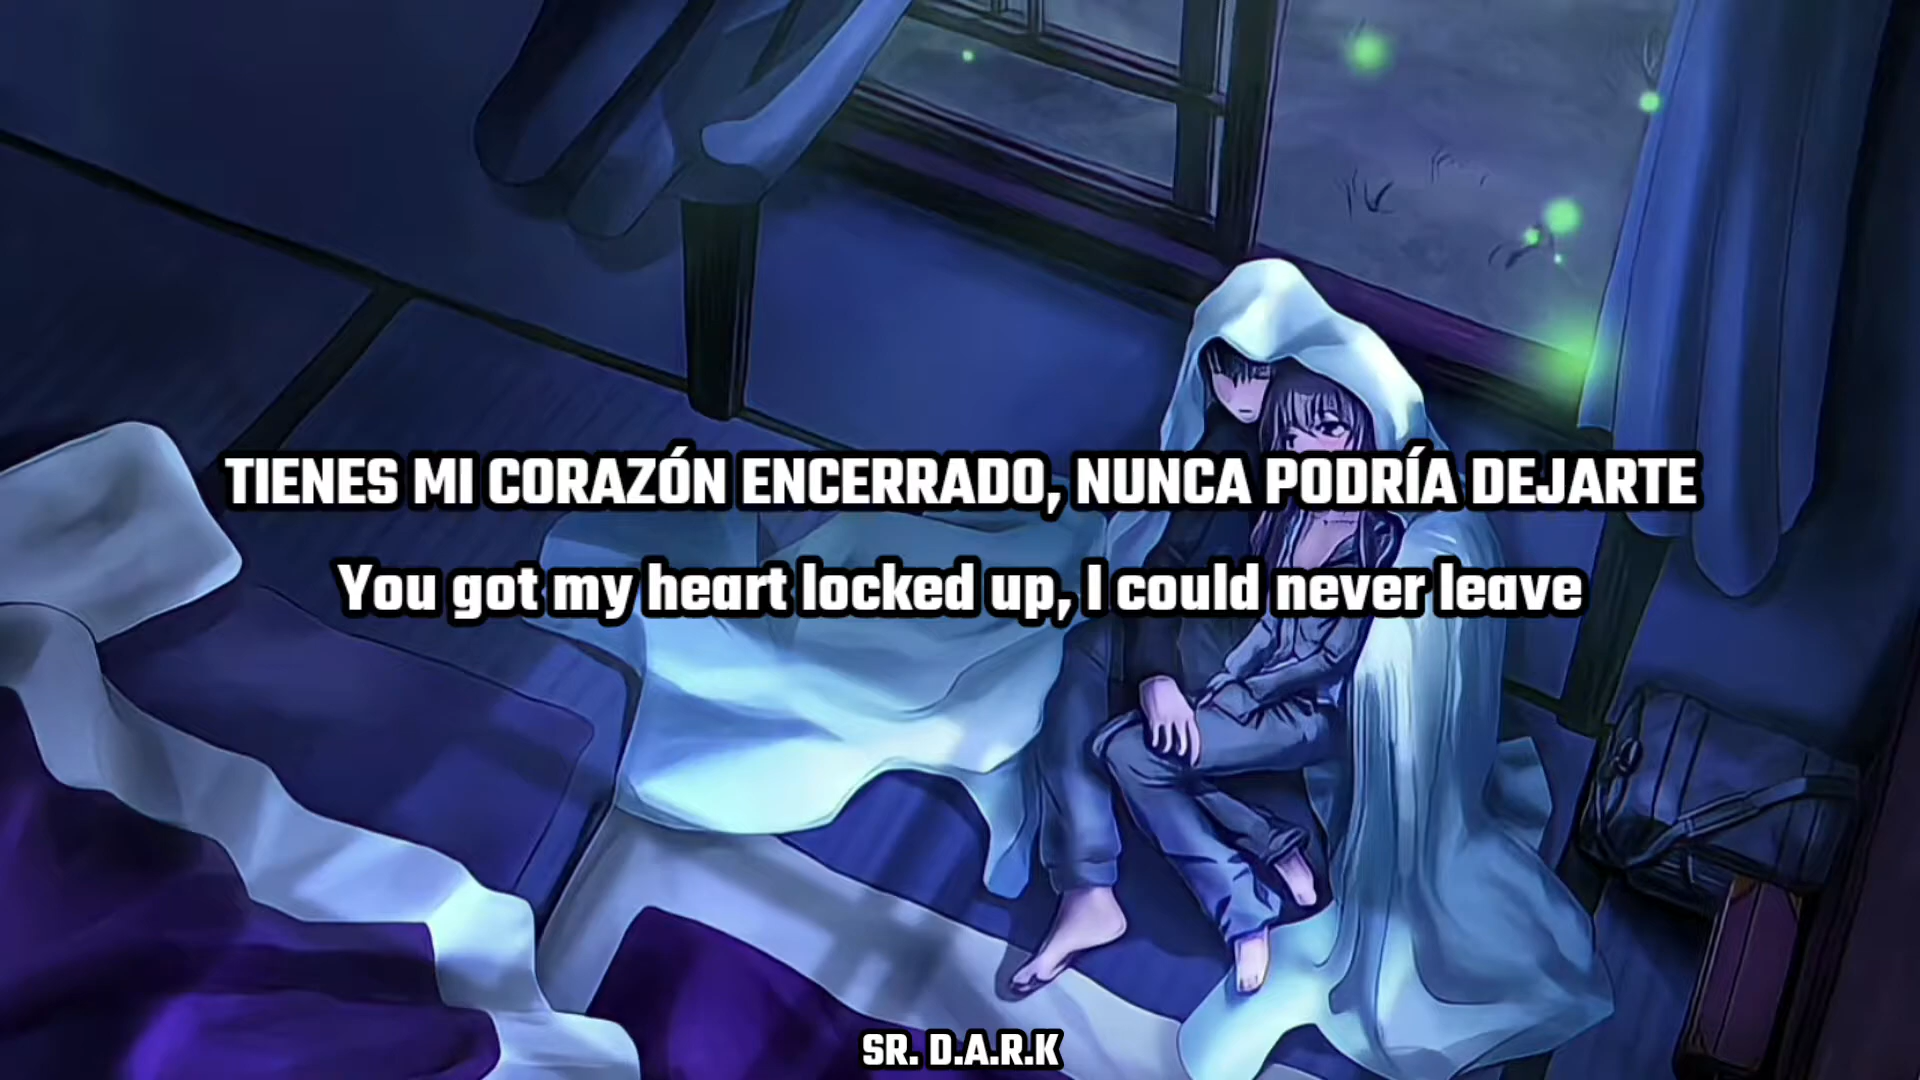 TIENES MI CORAZÓN ENCERRADO, NUNCA PODRÍA DEJARTE
You got my heart locked up, I could never leave
SR. D.A.R.K